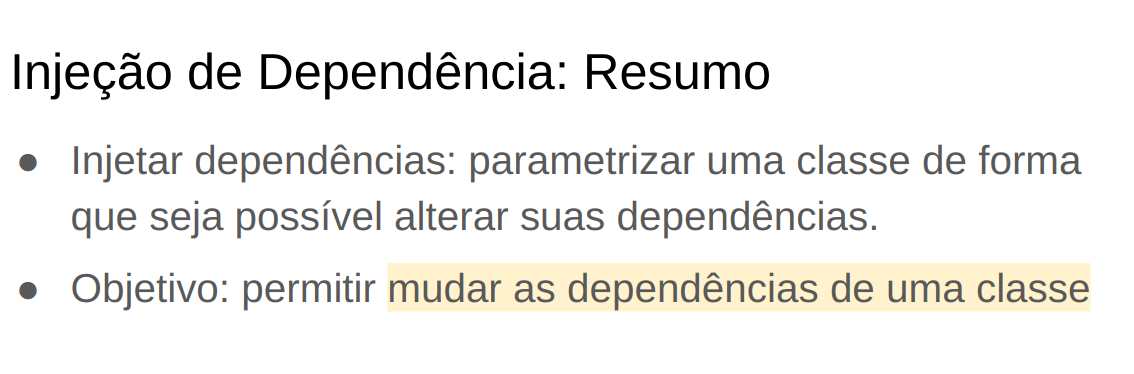 Injeção de Dependência: Resumo
● Injetar dependências: parametrizar uma classe de forma
que seja possível alterar suas dependências.
● Objetivo: permitir mudar as dependências de uma classe